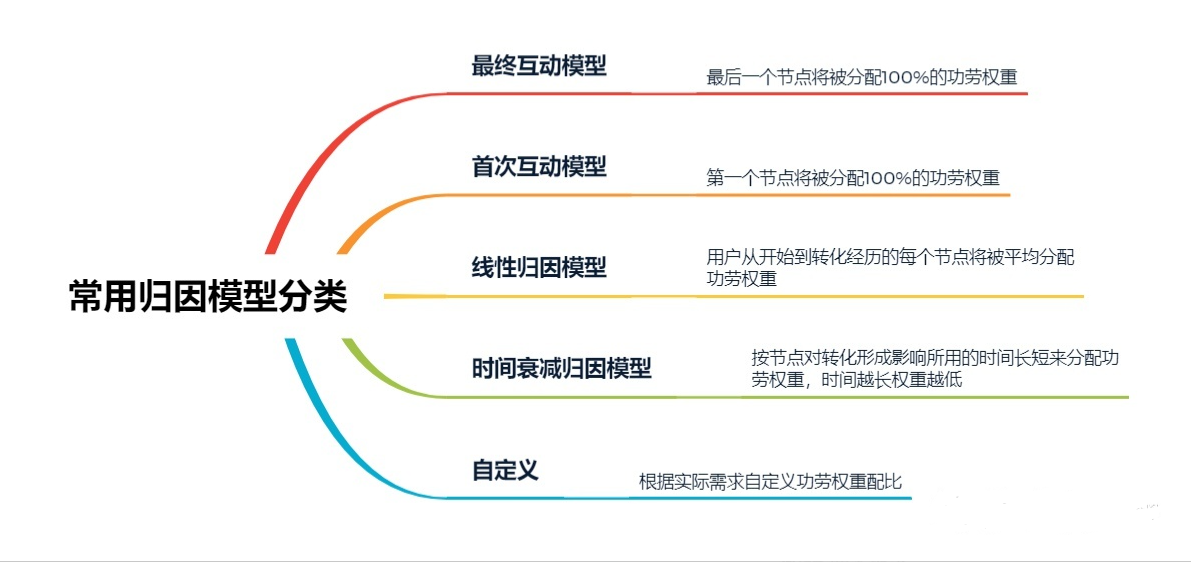 最终互动模型
最后一个节点将被分配100%的功劳权重
首次互动模型
第一个节点将被分配100%的功劳权重
线性归因模型
用户从开始到转化经历的每个节点将被平均分配
功劳权重
常用归因模型分类
时间衰减归因模型
按节点对转化形成影响所用的时间长短来分配功
劳权重，时间越长权重越低
自定义
根据实际需求自定义功劳权重配比